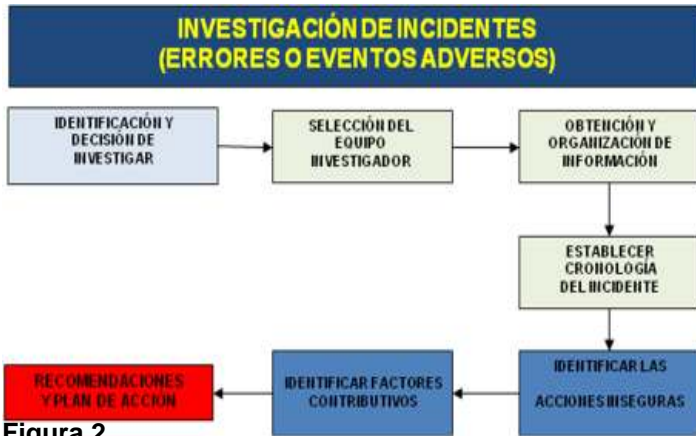 INVESTIGACIÓN DE INCIDENTES
(ERRORES O EVENTOS ADVERSOS)
IDENTIFICACIÓN Y
DECISIÓN DE
INVESTIGAR
SELECCIÓN DEL
EQUIPO
INVESTIGADOR
OBTENCIÓN Y
ORGANIZACIÓN DE
INFORMACIÓN
ESTABLECER
CRONOLOGÍA
DEL INCIDENTE
IDENTIFICAR LAS
ACCIONES INSEGURAS
IDENTIFICAR FACTORES
CONTRIBUTIVOS
RECOMENDACIONES
Y PLAN DE ACCIÓN
Figura 2